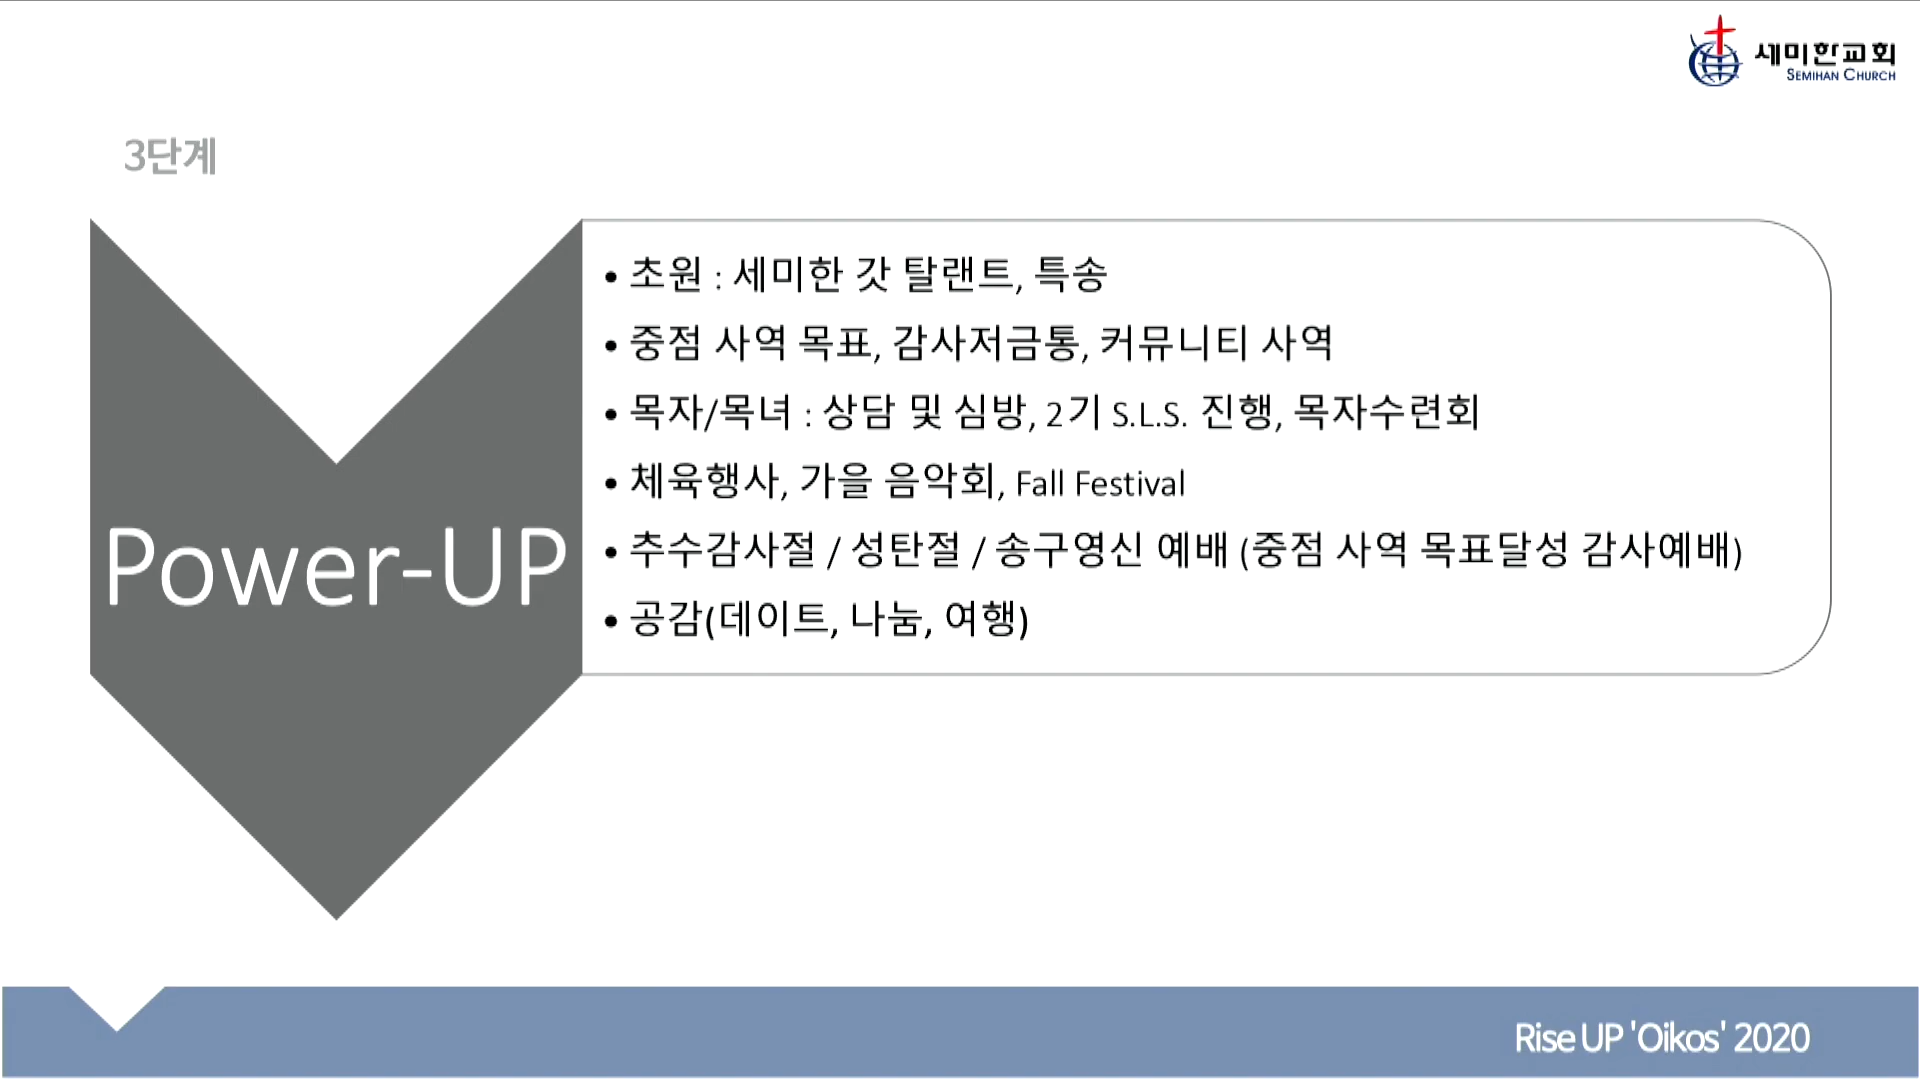 세미한교회
SEMIHAN CHURCH
3단계
Power-UP
• 초원 : 세미한 갓 탈랜트, 특송
• 중점 사역 목표, 감사저금통, 커뮤니티 사역
• 목자/목녀 : 상담 및 심방, 2기 S.L.S. 진행, 목자수련회
• 체육행사, 가을 음악회, Fall Festival
• 추수감사절 / 성탄절 / 송구영신 예배 (중점 사역 목표달성 감사예배)
• 공감(데이트, 나눔, 여행)
Rise UP 'Oikos' 2020